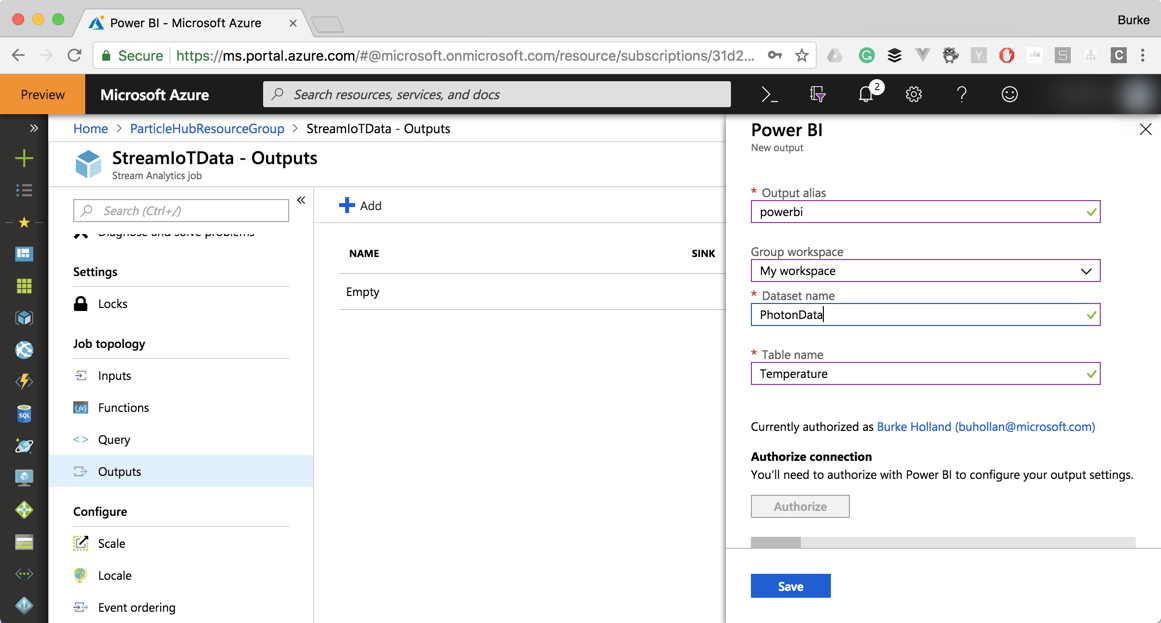 Power BI - Microsoft Azure
Burke
Secure
https://ms.portal.azure.com/#@microsoft.onmicrosoft.com/resource/subscriptions/31d2...
Preview
Microsoft Azure
Search resources, services, and docs
2
Home > ParticleHubResourceGroup > StreamIoTData - Outputs
StreamIoTData - Outputs
Stream Analytics job
Search (Ctrl+/)
Diagnose and solve problems
Settings
Locks
Job topology
Inputs
Functions
Query
Outputs
Configure
Scale
Locale
Event ordering
Add
NAME
SINK
Empty
Power BI
New output
* Output alias
powerbi
Group workspace
My workspace
* Dataset name
PhotonData
* Table name
Temperature
Currently authorized as Burke Holland (buhollan@microsoft.com)
Authorize connection
You'll need to authorize with Power BI to configure your output settings.
Authorize
Save